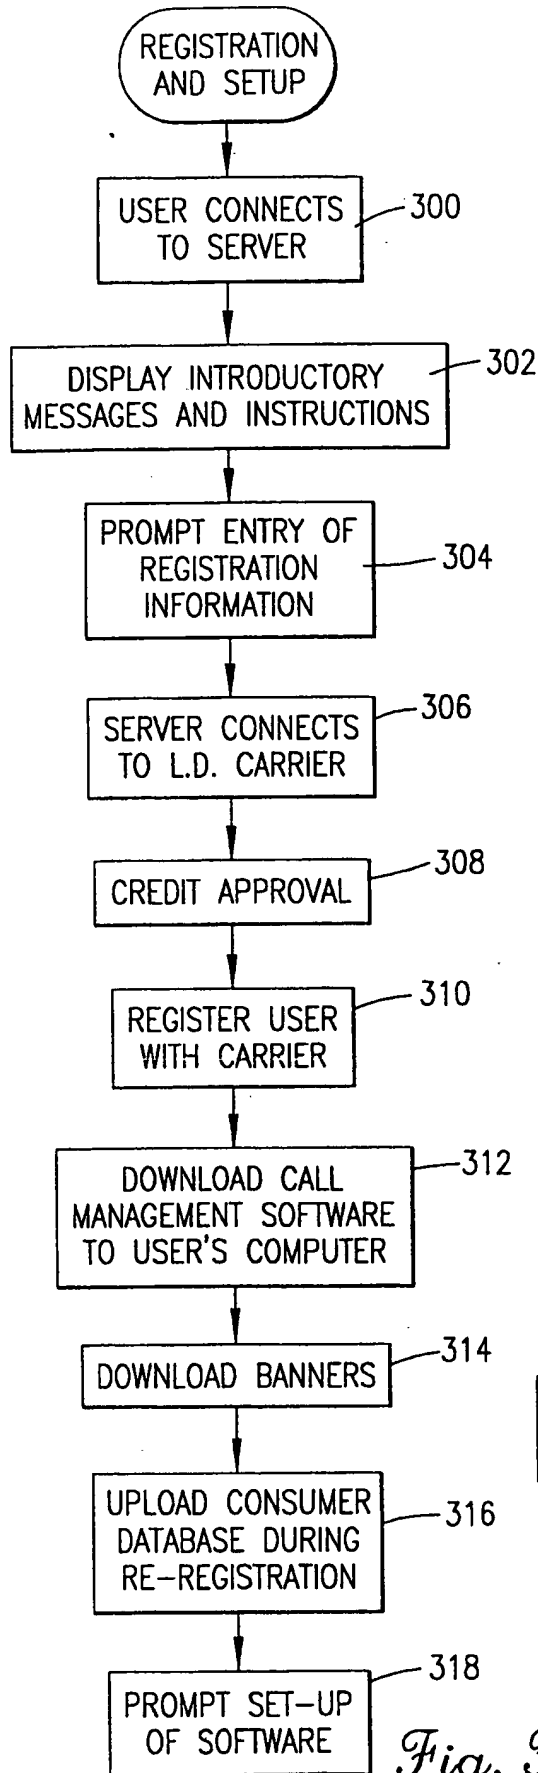 REGISTRATION
AND SETUP
USER CONNECTS
TO SERVER
300
DISPLAY INTRODUCTORY
MESSAGES AND INSTRUCTIONS
302
PROMPT ENTRY OF
REGISTRATION
INFORMATION
304
SERVER CONNECTS
TO L.D. CARRIER
306
CREDIT APPROVAL
308
REGISTER USER
WITH CARRIER
310
DOWNLOAD CALL
MANAGEMENT SOFTWARE
TO USER'S COMPUTER
312
DOWNLOAD BANNERS
314
UPLOAD CONSUMER
DATABASE DURING
RE-REGISTRATION
316
PROMPT SET-UP
OF SOFTWARE
318
Fig.